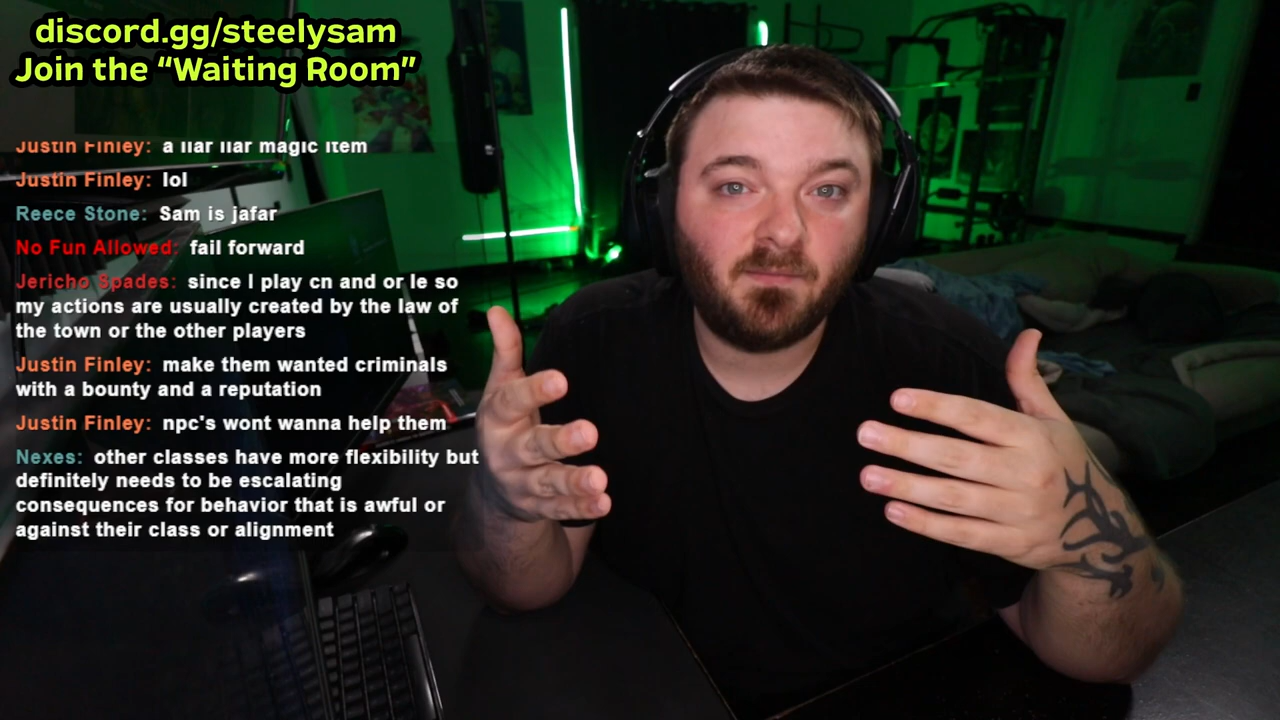 discord.gg/steelysam
Join the “Waiting Room”
Justin Finley: a liar liar magic item
Justin Finley: lol
Reece Stone: Sam is jafar
No Fun Allowed: fail forward
Jericho Spades: since I play cn and or le so
my actions are usually created by the law of
the town or the other players
Justin Finley: make them wanted criminals
with a bounty and a reputation
Justin Finley: npc's wont wanna help them
Nexes: other classes have more flexibility but
definitely needs to be escalating
consequences for behavior that is awful or
against their class or alignment